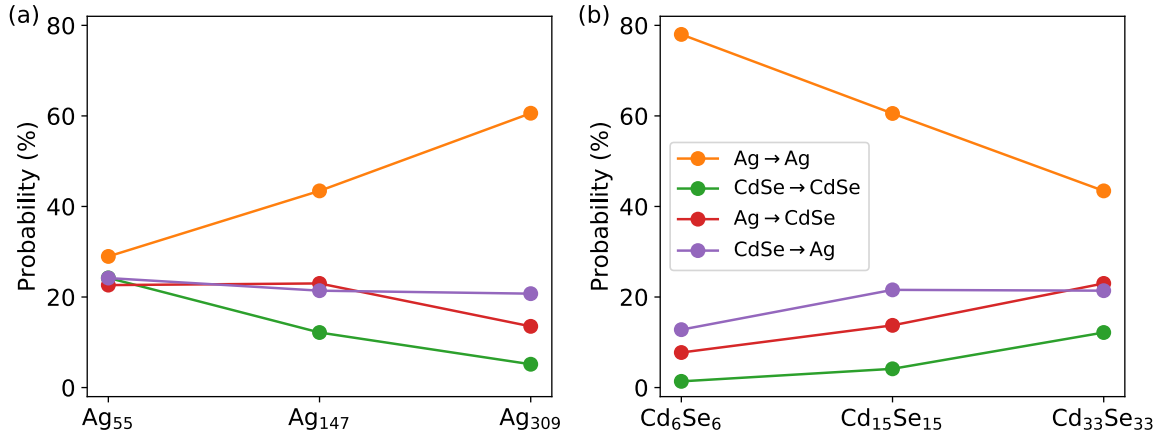 (a)
80
60
40
20
0
Probability (%)
Ag₅₅ Ag₁₄₇ Ag₃₀₉
(b)
80
60
40
20
0
Probability (%)
Ag → Ag
CdSe → CdSe
Ag → CdSe
CdSe → Ag
Cd₆Se₆ Cd₁₅Se₁₅ Cd₃₃Se₃₃